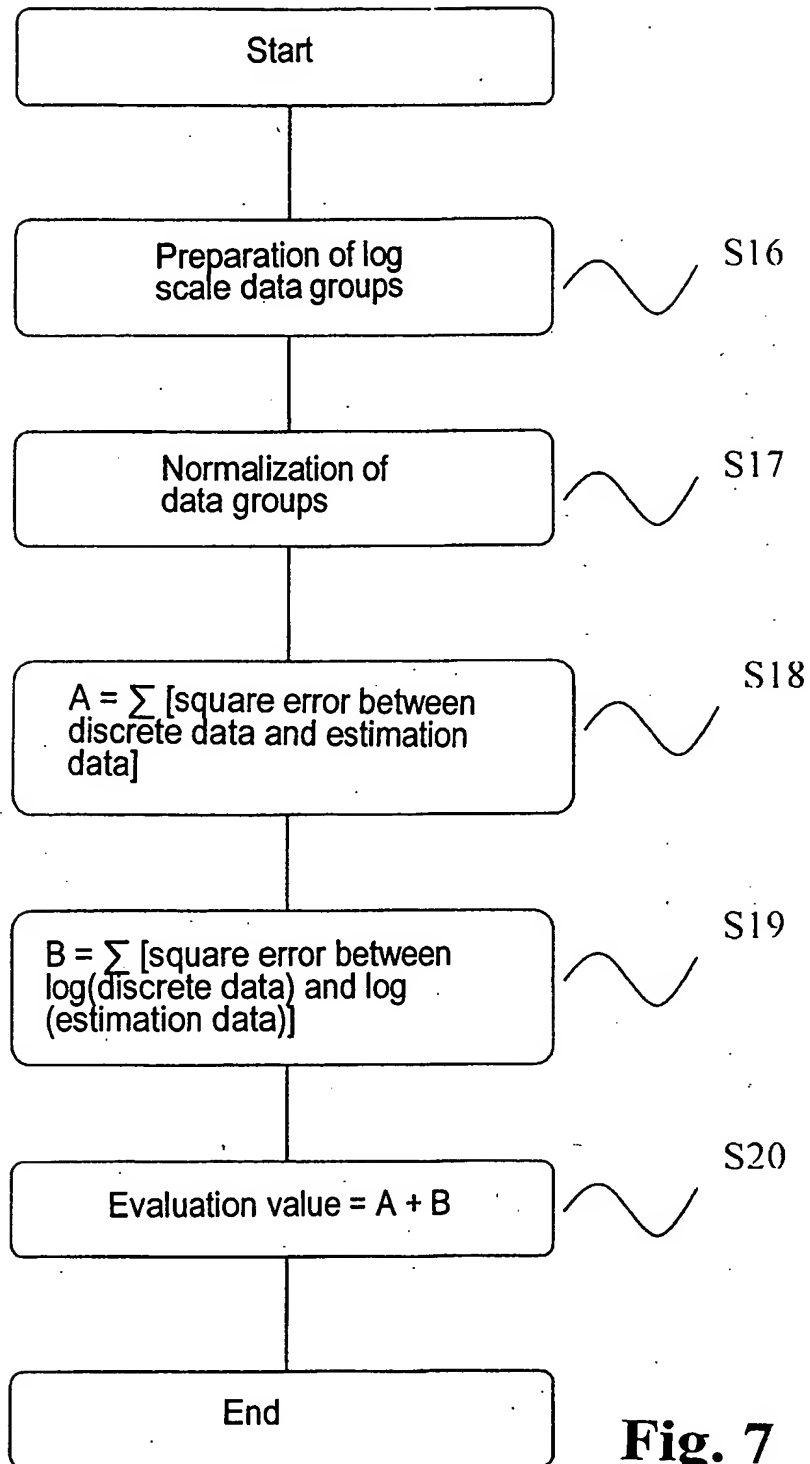 Start
Preparation of log
scale data groups
S16
Normalization of
data groups
S17
A = ∑ [square error between
discrete data and estimation
data]
S18
B = ∑ [square error between
log(discrete data) and log
(estimation data)]
S19
Evaluation value = A + B
S20
End
Fig. 7